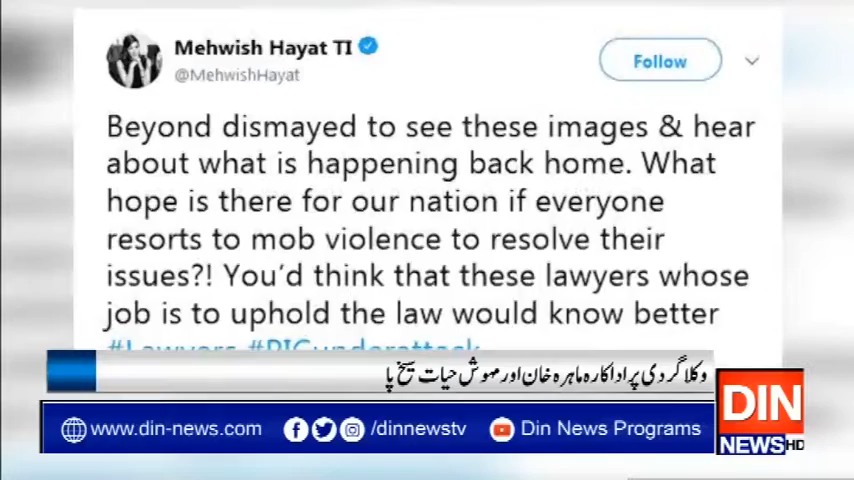 Mehwish Hayat TI
@MehwishHayat
Follow
Beyond dismayed to see these images & hear
about what is happening back home. What
hope is there for our nation if everyone
resorts to mob violence to resolve their
issues?! You'd think that these lawyers whose
job is to uphold the law would know better
#Lawyers #PICunderattack
وکلا گردی پر اداکارہ ماہرہ خان اور مہوش حیات سیخ پا
www.din-news.com
/dinnewstv
Din News Programs
DIN
NEWS HD